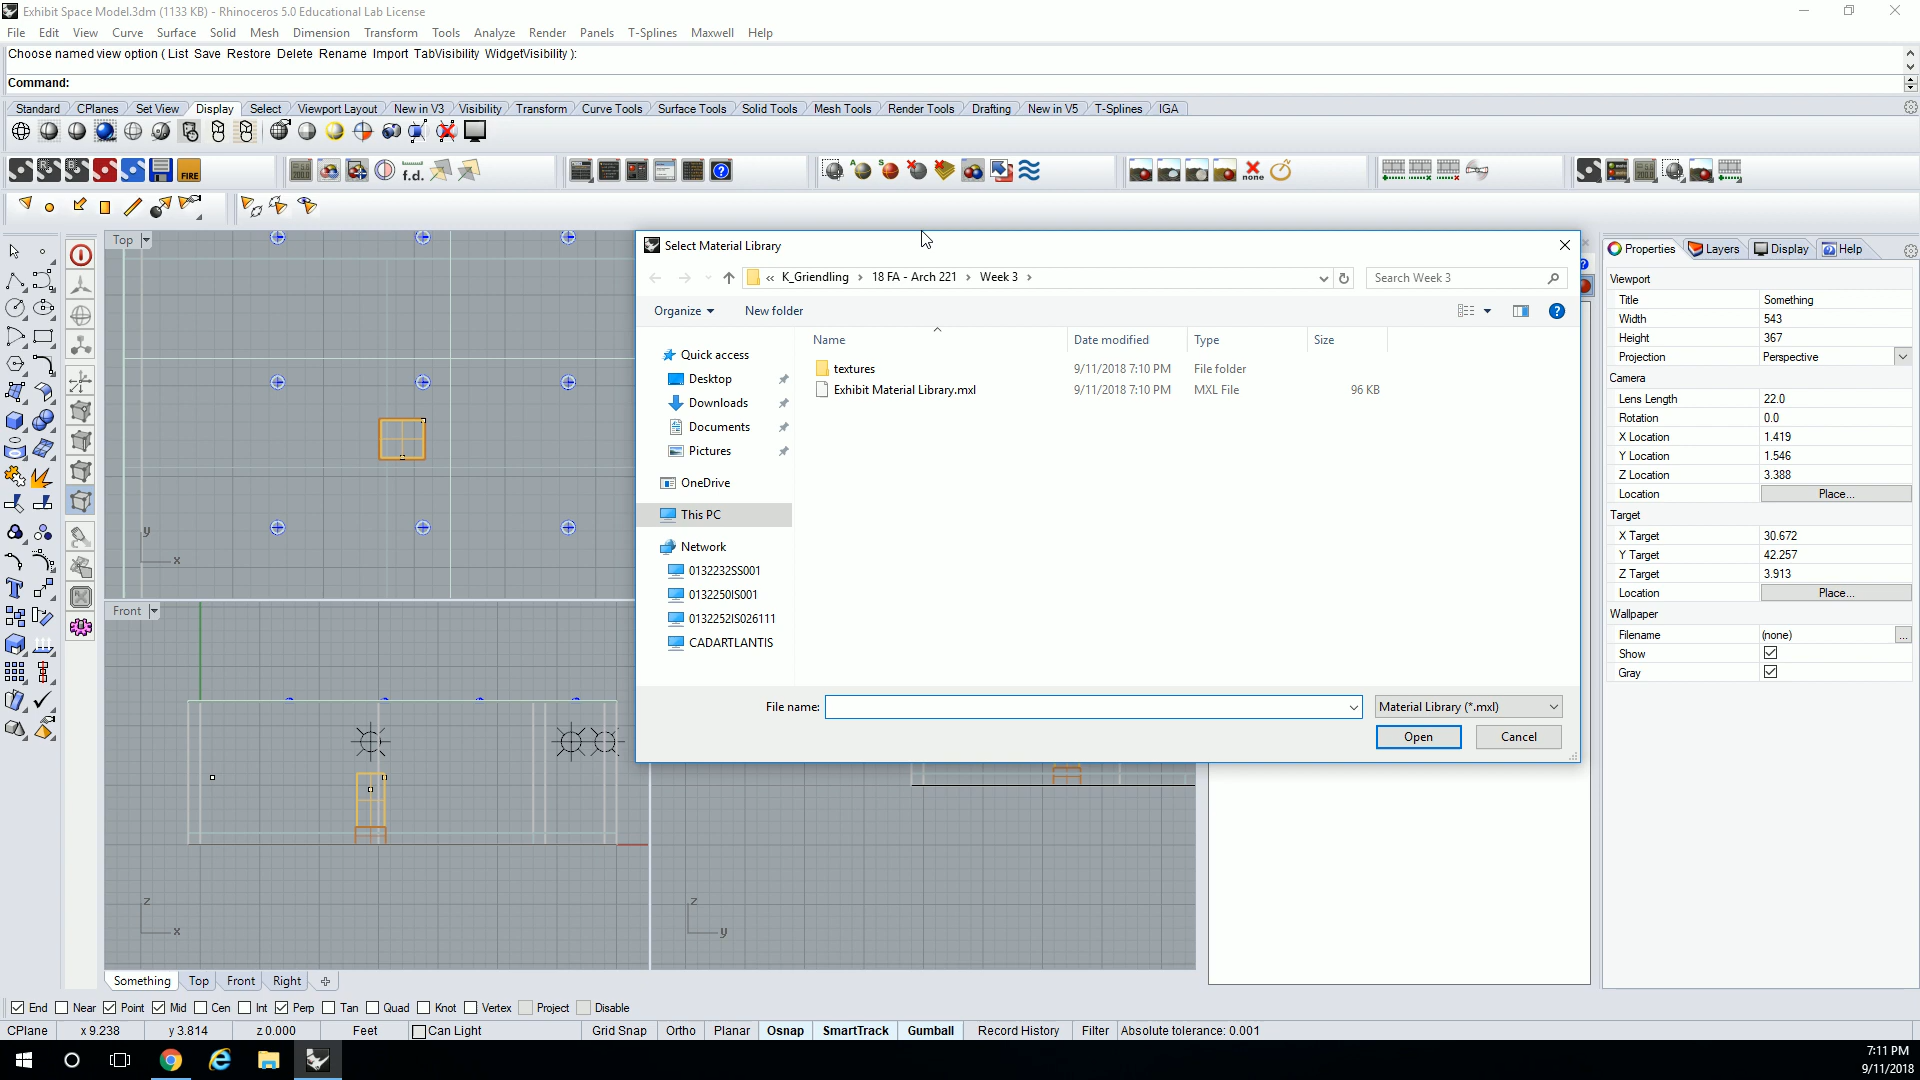 Exhibit Space Model.3dm (1133 KB) - Rhinoceros 5.0 Educational Lab License
File Edit View Curve Surface Solid Mesh Dimension Transform Tools Analyze Render Panels T-Splines Maxwell Help
Choose named view option ( List Save Restore Delete Rename Import TabVisibility WidgetVisibility ):
Command:
Standard CPlanes Set View Display Select Viewport Layout New in V3 Visibility Transform Curve Tools Surface Tools Solid Tools Mesh Tools Render Tools Drafting New in V5 T-Splines IGA
FIRE f.d. none
Top
Select Material Library
Properties Layers Display Help
« K_Griendling > 18 FA - Arch 221 > Week 3 >
Search Week 3
Organize New folder
Name Date modified Type Size
Quick access
Desktop
Downloads
Documents
Pictures
OneDrive
This PC
Network
0132232SS001
0132250IS001
0132252IS026111
CADARTLANTIS
textures 9/11/2018 7:10 PM File folder
Exhibit Material Library.mxl 9/11/2018 7:10 PM MXL File 96 KB
File name:
Material Library (*.mxl)
Open Cancel
Viewport
Title Something
Width 543
Height 367
Projection Perspective
Camera
Lens Length 22.0
Rotation 0.0
X Location 1.419
Y Location 1.546
Z Location 3.388
Location Place...
Target
X Target 30.672
Y Target 42.257
Z Target 3.913
Location Place...
Wallpaper
Filename (none) ...
Show
Gray
y
x
Front
z
x
z
y
Something Top Front Right
End Near Point Mid Cen Int Perp Tan Quad Knot Vertex Project Disable
CPlane x 9.238 y 3.814 z 0.000 Feet Can Light Grid Snap Ortho Planar Osnap SmartTrack Gumball Record History Filter Absolute tolerance: 0.001
7:11 PM
9/11/2018